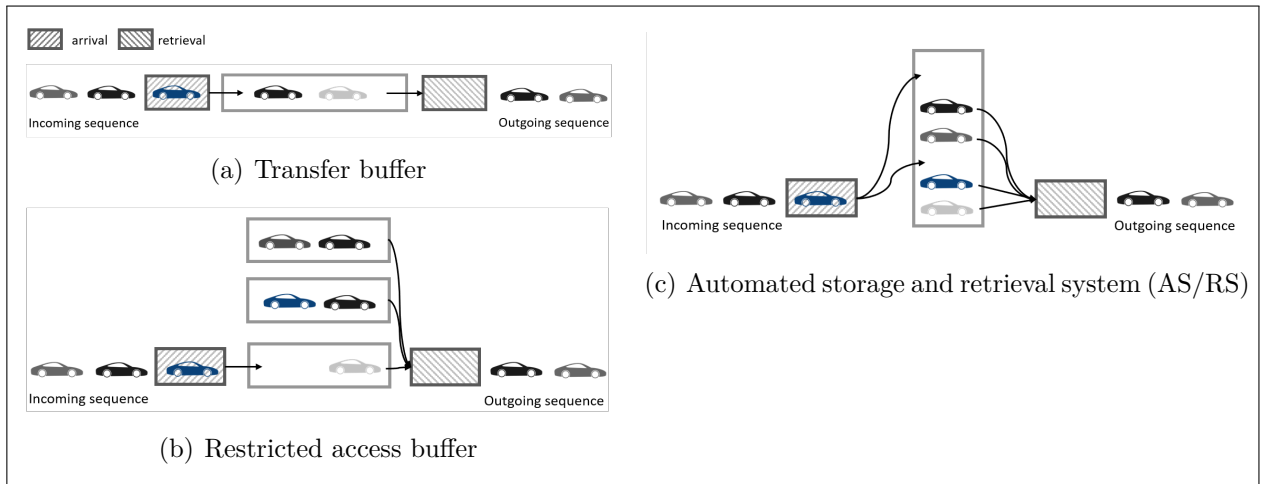 arrival retrieval
Incoming sequence Outgoing sequence
(a) Transfer buffer
Incoming sequence Outgoing sequence
(b) Restricted access buffer
Incoming sequence Outgoing sequence
(c) Automated storage and retrieval system (AS/RS)